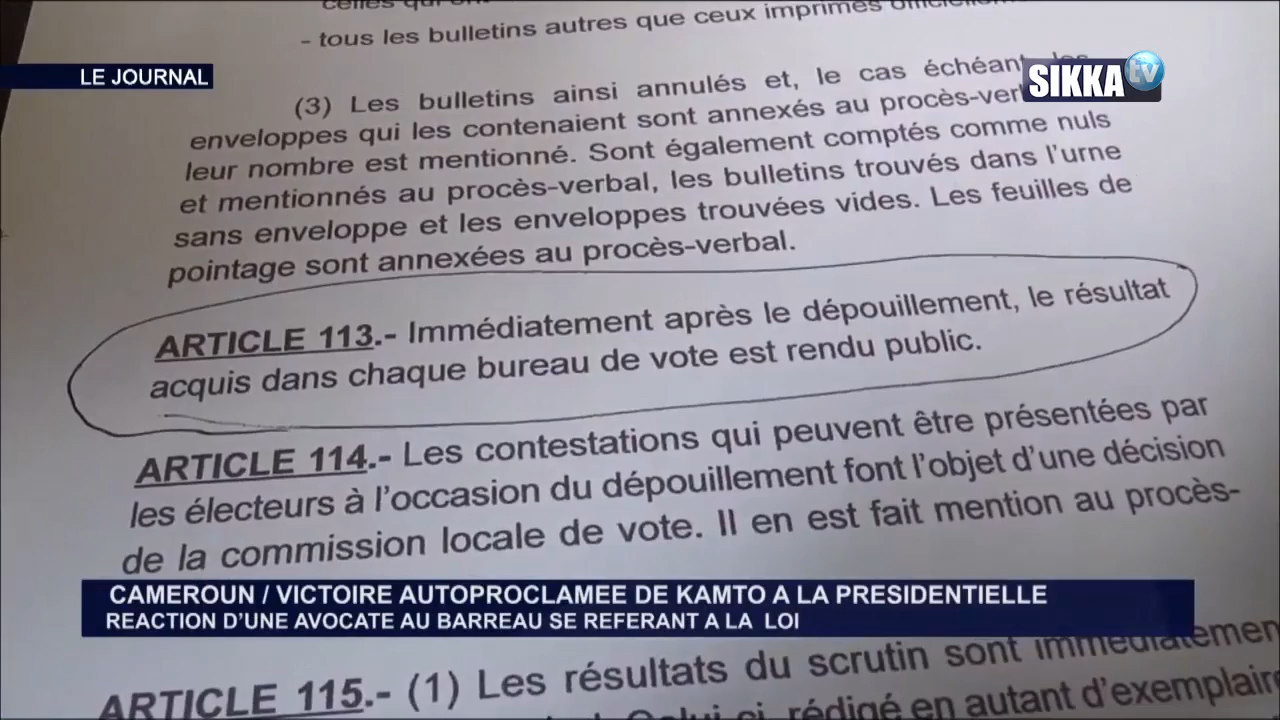 - tous les bulletins autres que ceux imprimés
LE JOURNAL
SIKKA tv
(3) Les bulletins ainsi annulés et, le cas échéant
enveloppes qui les contenaient sont annexés au
leur nombre est mentionné. Sont également comptés comme nuls
et mentionnés au procès-verbal, les bulletins trouvés dans l'urne
sans enveloppe et les enveloppes trouvées vides. Les feuilles de
pointage sont annexées au procès-verbal.
ARTICLE 113.- Immédiatement après le dépouillement, le résultat
acquis dans chaque bureau de vote est rendu public.
ARTICLE 114.- Les contestations qui peuvent être présentées par
les électeurs à l'occasion du dépouillement font l'objet d'une décision
de la commission locale de vote. Il en est fait mention au procès-
CAMEROUN / VICTOIRE AUTOPROCLAMEE DE KAMTO A LA PRESIDENTIELLE
REACTION D'UNE AVOCATE AU BARREAU SE REFERANT A LA LOI
ARTICLE 115.- (1) Les résultats du scrutin sont
rédigé en autant